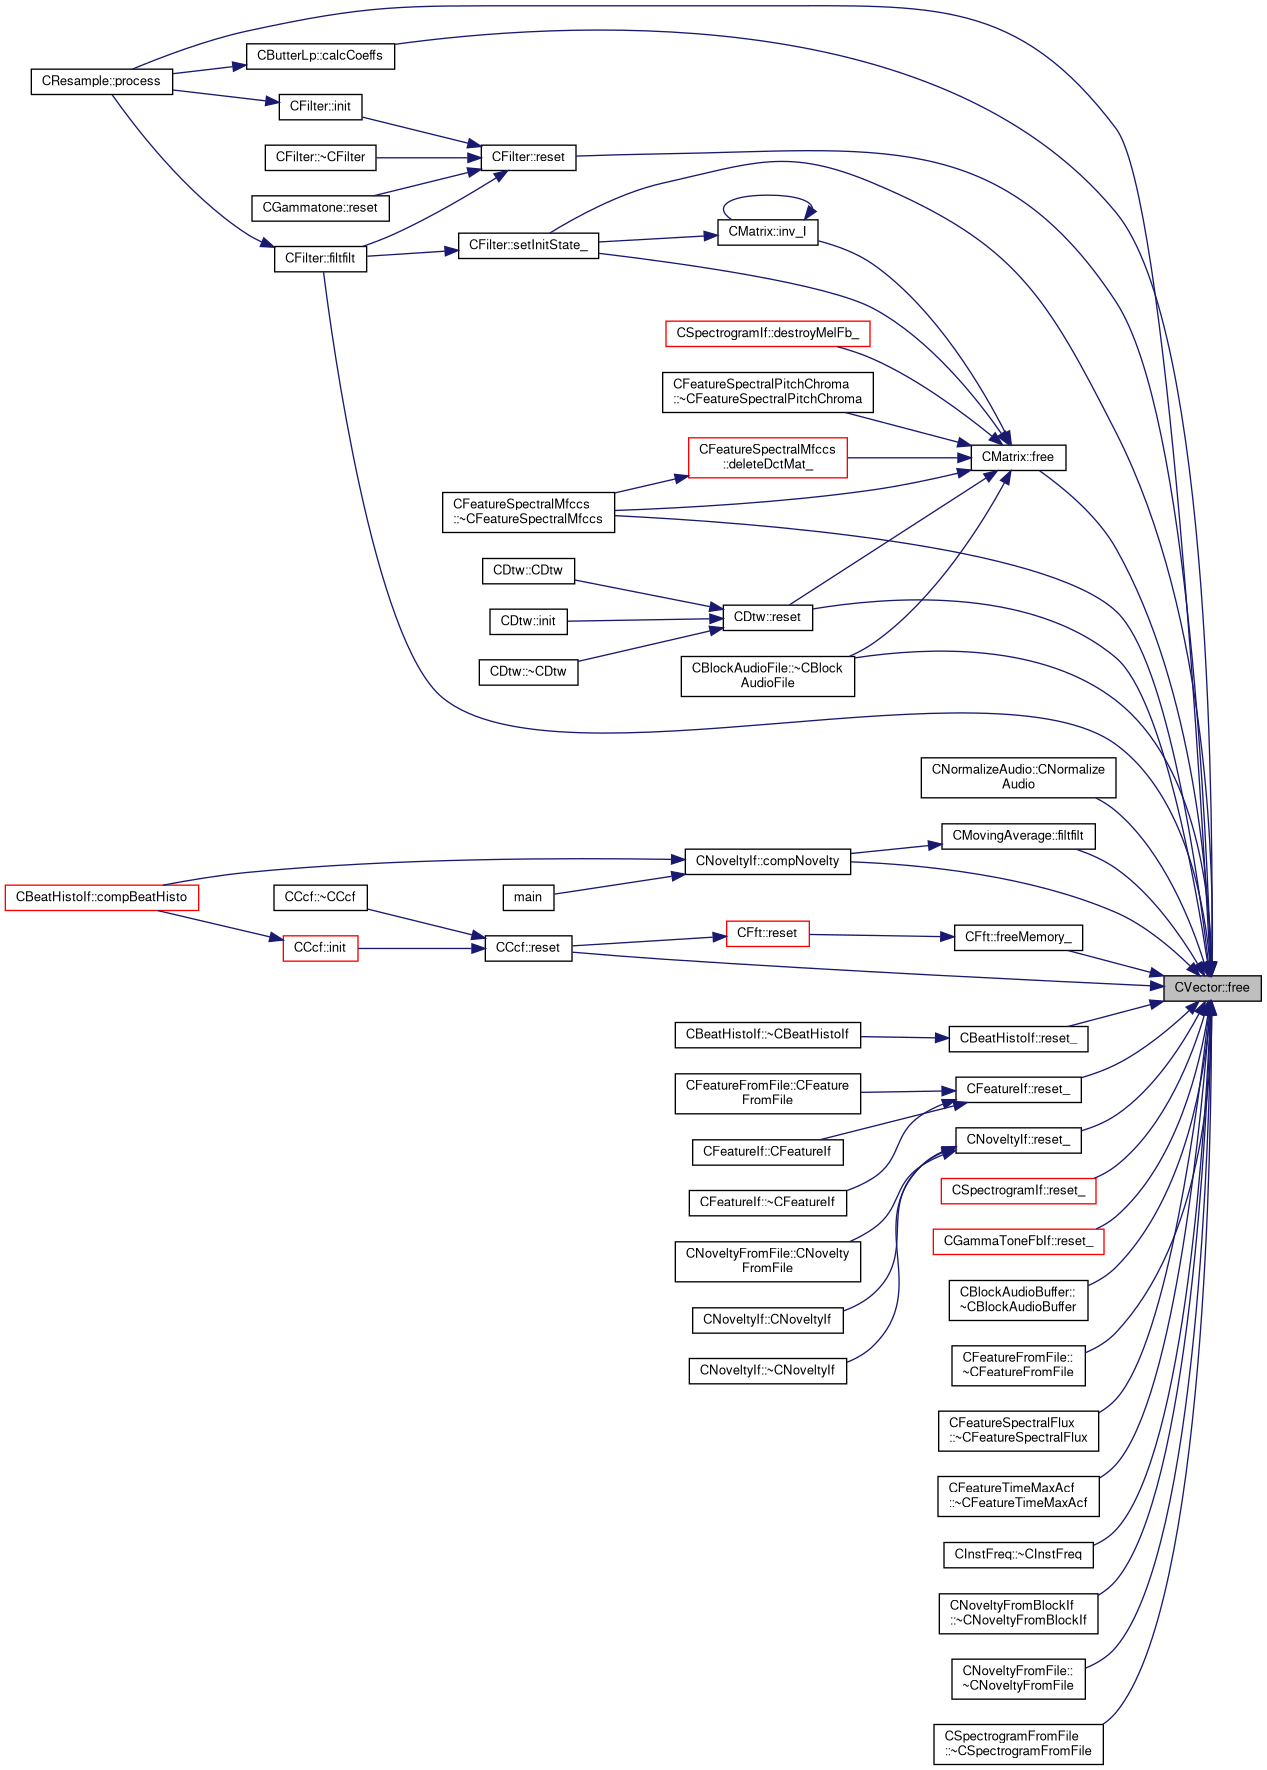 CButterLp::calcCoeffs
CResample::process
CFilter::init
CFilter::~CFilter
CFilter::reset
CGammatone::reset
CMatrix::inv_I
CFilter::setInitState_
CFilter::filtfilt
CSpectrogramIf::destroyMelFb_
CFeatureSpectralPitchChroma
::~CFeatureSpectralPitchChroma
CFeatureSpectralMfccs
::deleteDctMat_
CMatrix::free
CFeatureSpectralMfccs
::~CFeatureSpectralMfccs
CDtw::CDtw
CDtw::init
CDtw::reset
CDtw::~CDtw
CBlockAudioFile::~CBlock
AudioFile
CNormalizeAudio::CNormalize
Audio
CMovingAverage::filtfilt
CNoveltyIf::compNovelty
CBeatHistoIf::compBeatHisto
CCcf::~CCcf
main
CFft::reset
CFft::freeMemory_
CCcf::init
CCcf::reset
CVector::free
CBeatHistoIf::~CBeatHistoIf
CBeatHistoIf::reset_
CFeatureFromFile::CFeature
FromFile
CFeatureIf::reset_
CFeatureIf::CFeatureIf
CNoveltyIf::reset_
CFeatureIf::~CFeatureIf
CSpectrogramIf::reset_
CNoveltyFromFile::CNovelty
FromFile
CGammaToneFbIf::reset_
CNoveltyIf::CNoveltyIf
CBlockAudioBuffer::
~CBlockAudioBuffer
CNoveltyIf::~CNoveltyIf
CFeatureFromFile::
~CFeatureFromFile
CFeatureSpectralFlux
::~CFeatureSpectralFlux
CFeatureTimeMaxAcf
::~CFeatureTimeMaxAcf
CInstFreq::~CInstFreq
CNoveltyFromBlockIf
::~CNoveltyFromBlockIf
CNoveltyFromFile::
~CNoveltyFromFile
CSpectrogramFromFile
::~CSpectrogramFromFile